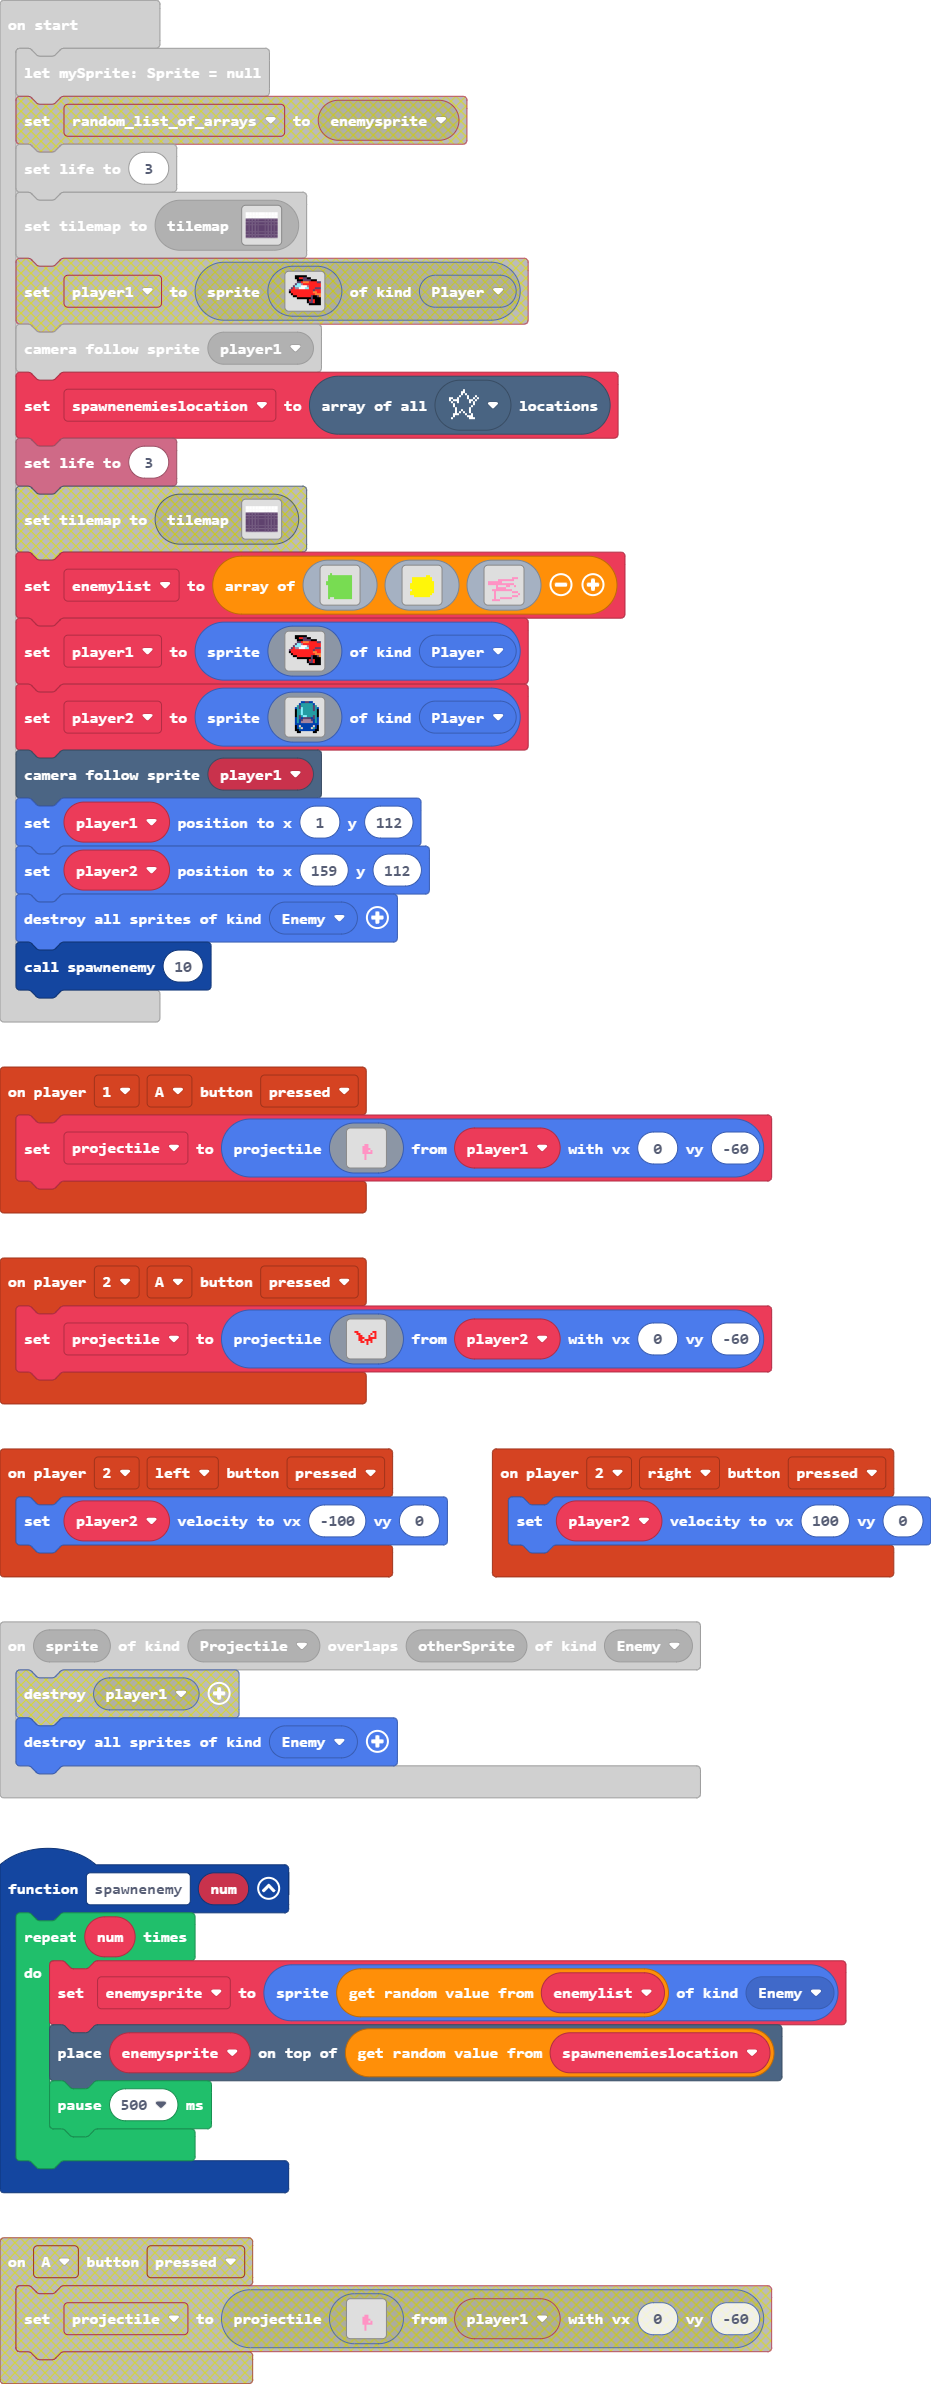 on start
let mySprite: Sprite = null
set random_list_of_arrays to enemysprite
set life to 3
set tilemap to tilemap
set player1 to sprite of kind Player
camera follow sprite player1
set spawnenemieslocation to array of all locations
set life to 3
set tilemap to tilemap
set enemylist to array of
set player1 to sprite of kind Player
set player2 to sprite of kind Player
camera follow sprite player1
set player1 position to x 1 y 112
set player2 position to x 159 y 112
destroy all sprites of kind Enemy
call spawnenemy 10
on player 1 A button pressed
set projectile to projectile from player1 with vx 0 vy -60
on player 2 A button pressed
set projectile to projectile from player2 with vx 0 vy -60
on player 2 left button pressed
set player2 velocity to vx -100 vy 0
on player 2 right button pressed
set player2 velocity to vx 100 vy 0
on sprite of kind Projectile overlaps otherSprite of kind Enemy
destroy player1
destroy all sprites of kind Enemy
function spawnenemy num
repeat num times
do
set enemysprite to sprite get random value from enemylist of kind Enemy
place enemysprite on top of get random value from spawnenemieslocation
pause 500 ms
on A button pressed
set projectile to projectile from player1 with vx 0 vy -60